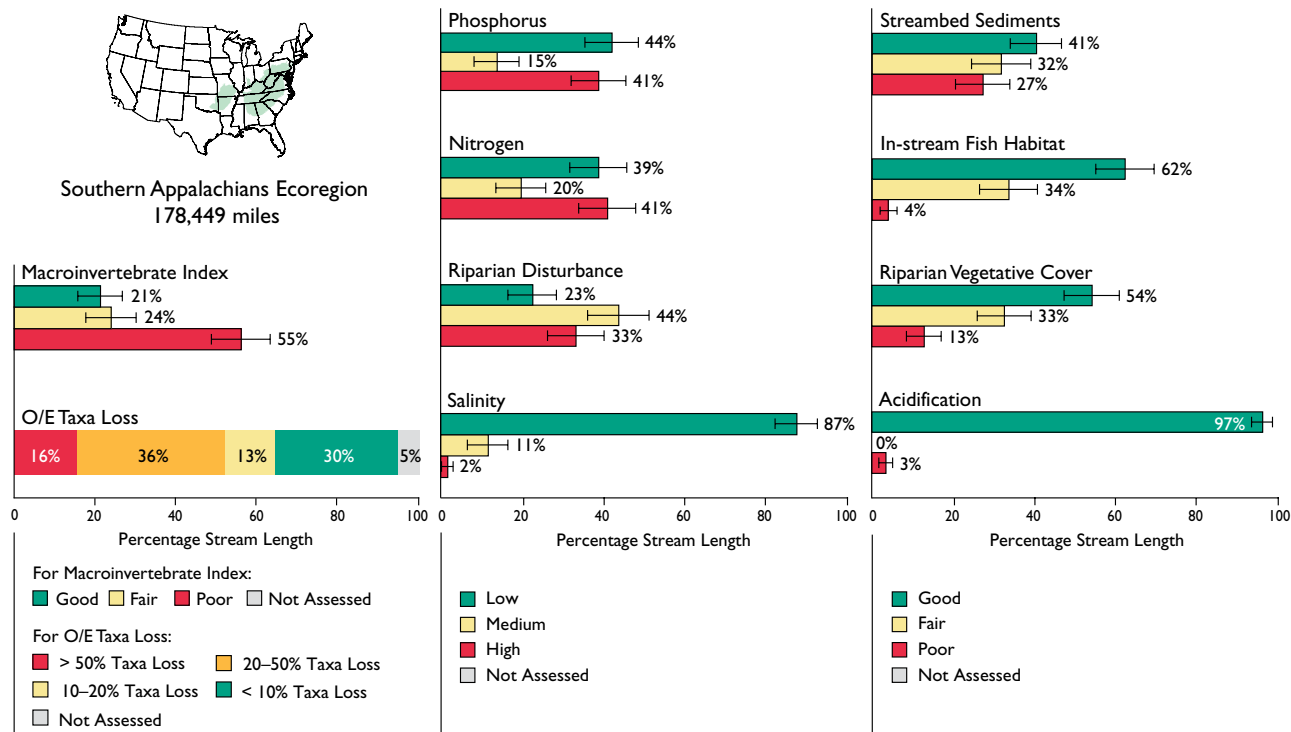 Southern Appalachians Ecoregion
178,449 miles
Macroinvertebrate Index
21%
24%
55%
O/E Taxa Loss
16% 36% 13% 30% 5%
0 20 40 60 80 100
Percentage Stream Length
For Macroinvertebrate Index:
Good Fair Poor Not Assessed
For O/E Taxa Loss:
> 50% Taxa Loss 20–50% Taxa Loss
10–20% Taxa Loss < 10% Taxa Loss
Not Assessed
Phosphorus
44%
15%
41%
Nitrogen
39%
20%
41%
Riparian Disturbance
23%
44%
33%
Salinity
87%
11%
2%
0 20 40 60 80 100
Percentage Stream Length
Low
Medium
High
Not Assessed
Streambed Sediments
41%
32%
27%
In-stream Fish Habitat
62%
34%
4%
Riparian Vegetative Cover
54%
33%
13%
Acidification
97%
0%
3%
0 20 40 60 80 100
Percentage Stream Length
Good
Fair
Poor
Not Assessed